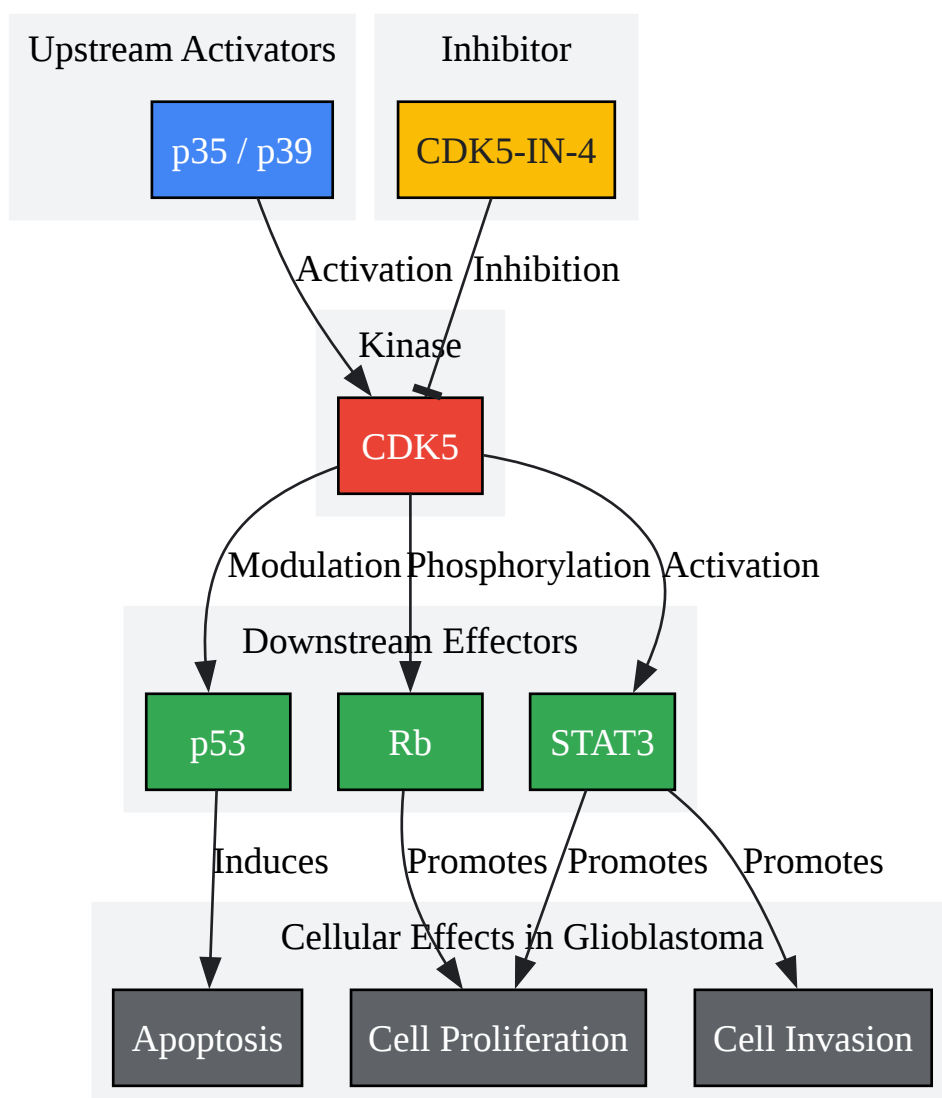 Upstream Activators
Inhibitor
p35 / p39
CDK5-IN-4
Activation
Inhibition
Kinase
CDK5
Modulation
Phosphorylation
Activation
Downstream Effectors
p53
Rb
STAT3
Induces
Promotes
Promotes
Promotes
Cellular Effects in Glioblastoma
Apoptosis
Cell Proliferation
Cell Invasion